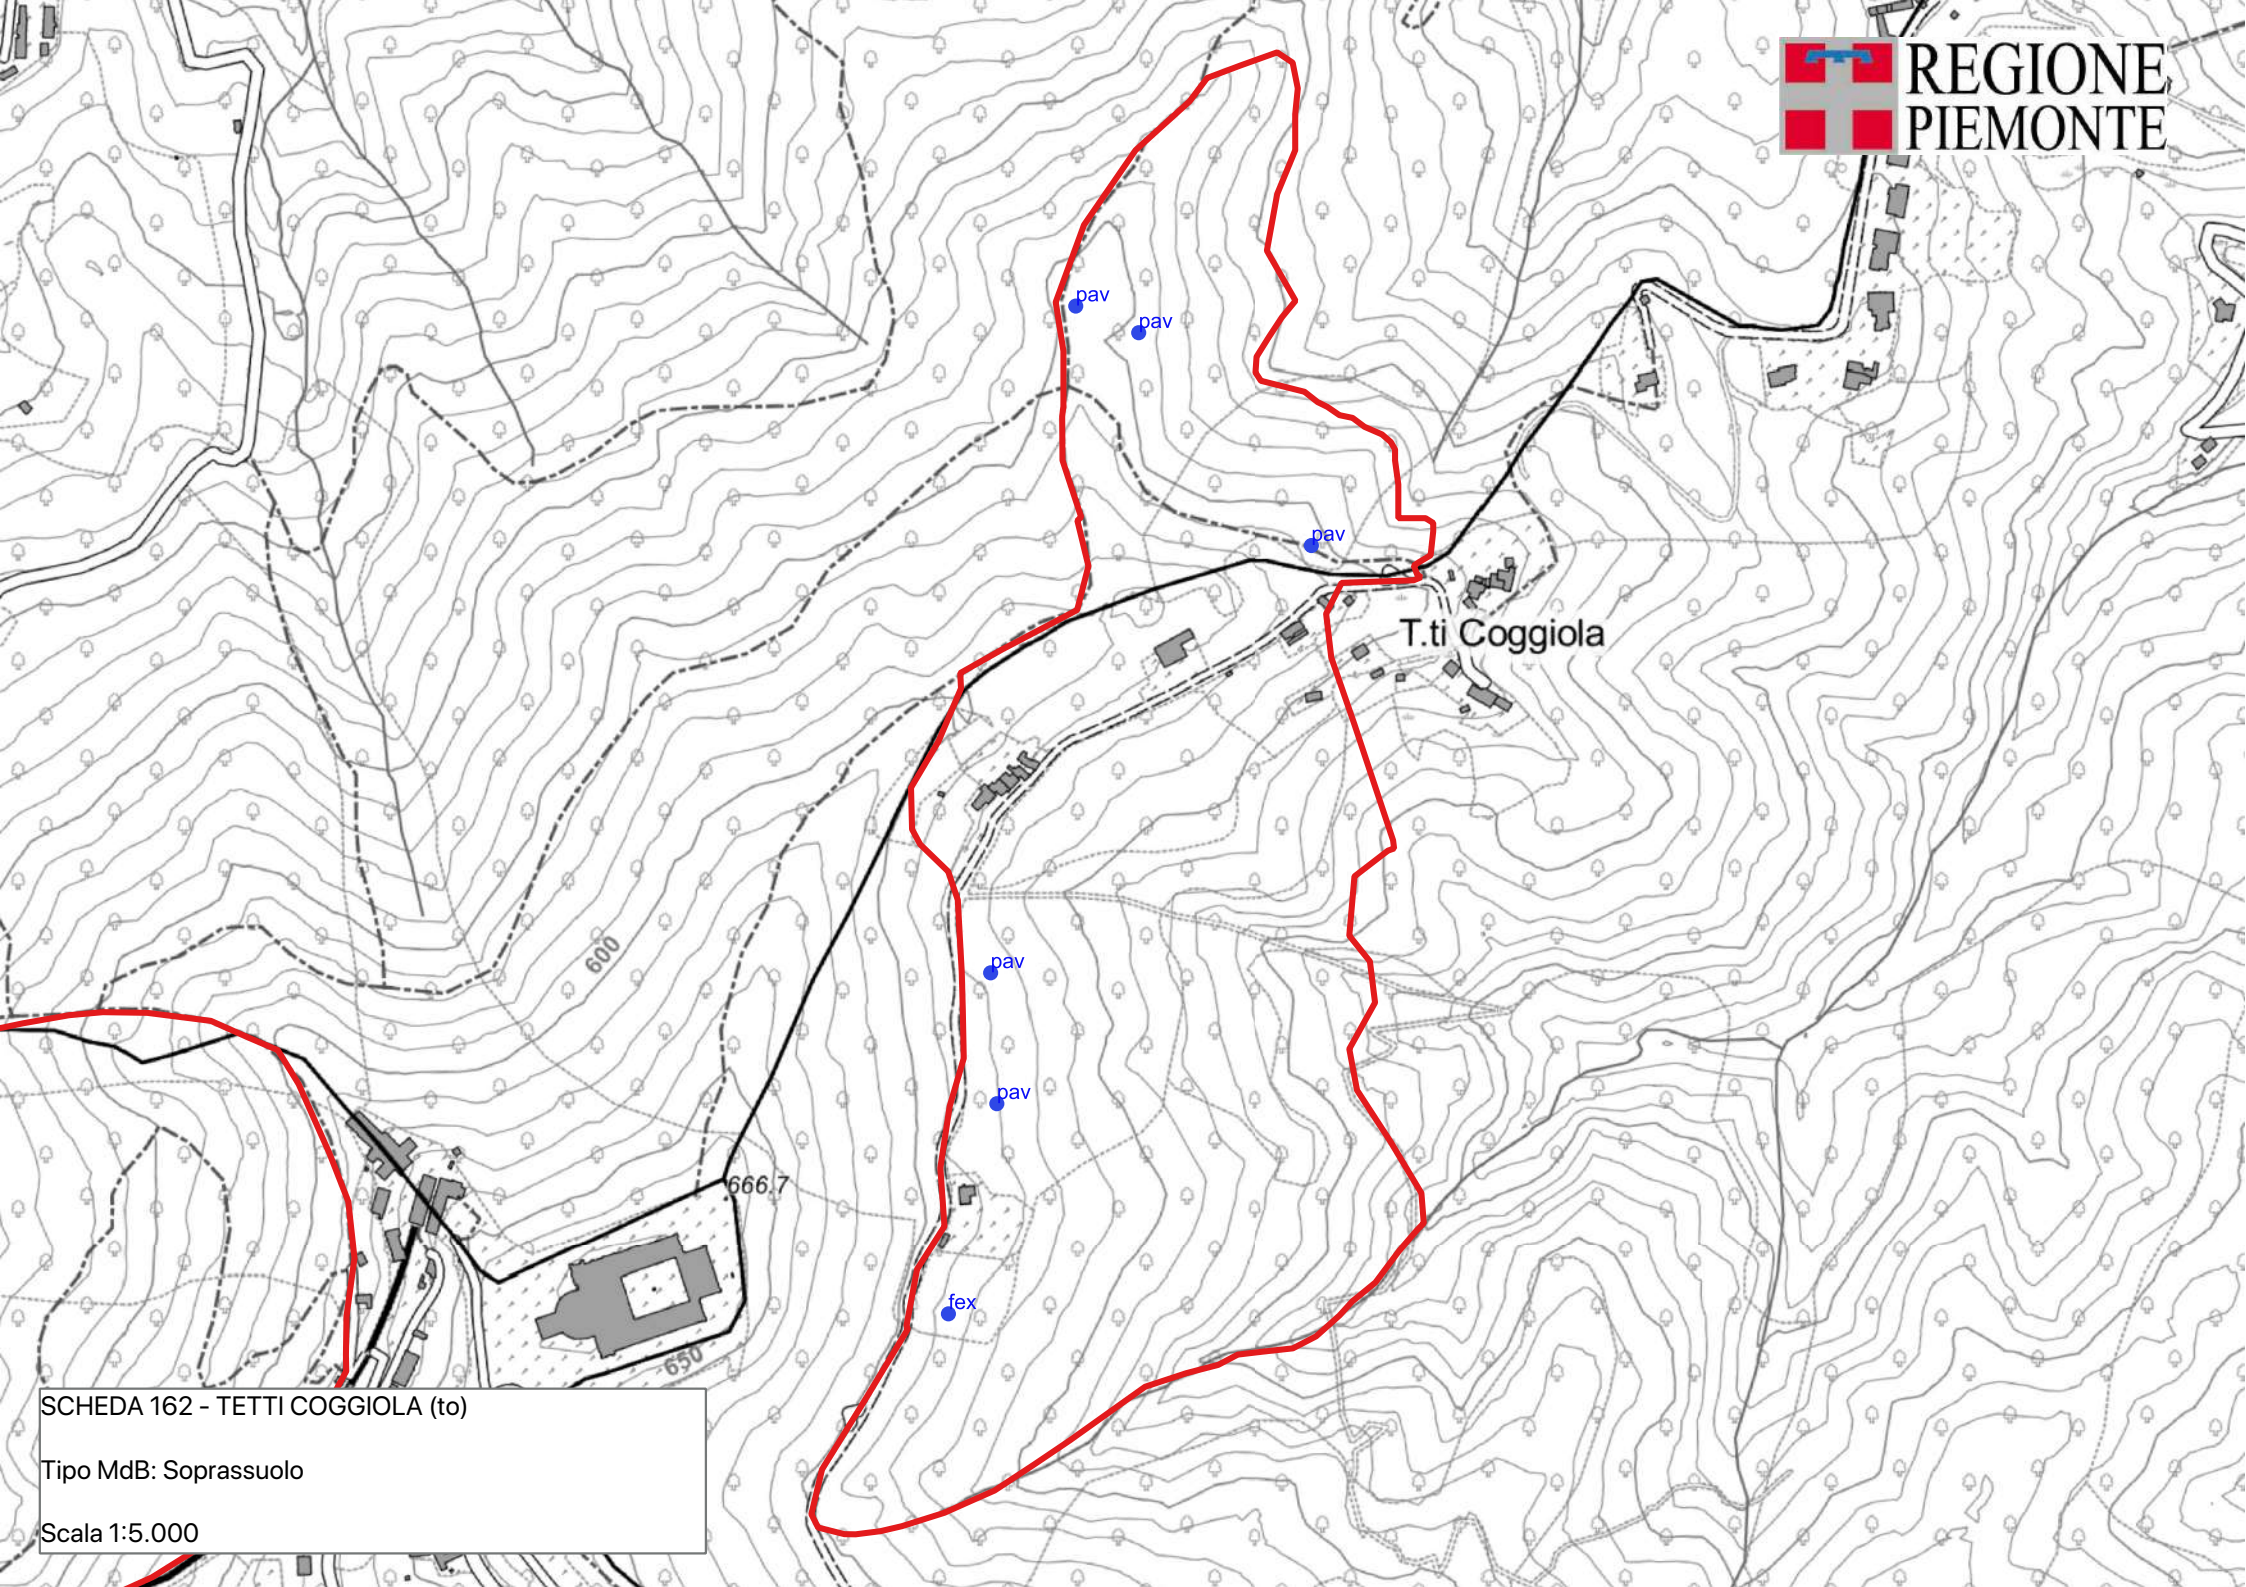 REGIONE
PIEMONTE
pav
pav
pav
T.ti Coggiola
600
pav
pav
666.7
fex
650
SCHEDA 162 - TETTI COGGIOLA (to)
Tipo MdB: Soprassuolo
Scala 1:5.000